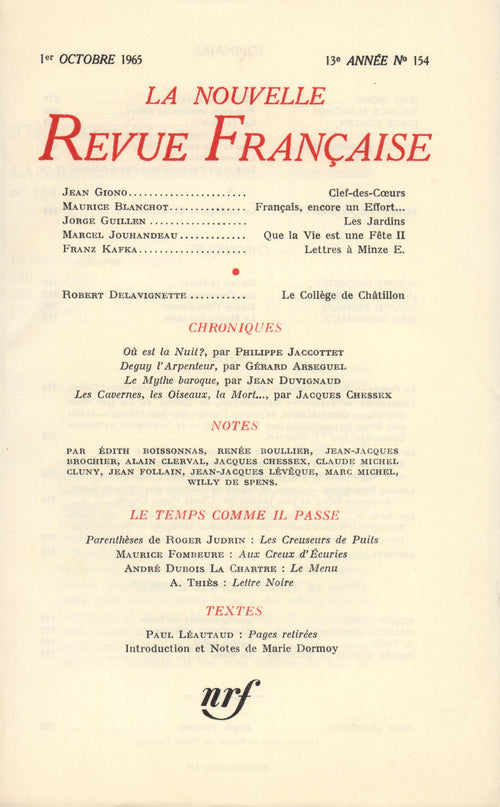 1er OCTOBRE 1965 13e ANNÉE No 154
LA NOUVELLE
REVUE FRANÇAISE
JEAN GIONO...................... Clef-des-Cœurs
MAURICE BLANCHOT.............. Français, encore un Effort...
JORGE GUILLEN .................. Les Jardins
MARCEL JOUHANDEAU............ Que la Vie est une Fête II
FRANZ KAFKA.................... Lettres à Minze E.
ROBERT DELAVIGNETTE .......... Le Collège de Châtillon
CHRONIQUES
Où est la Nuit?, par PHILIPPE JACCOTTET
Deguy l'Arpenteur, par GÉRARD ARSEGUEL
Le Mythe baroque, par JEAN DUVIGNAUD
Les Cavernes, les Oiseaux, la Mort..., par JACQUES CHESSEX
NOTES
PAR ÉDITH BOISSONNAS, RENÉE BOULLIER, JEAN-JACQUES
BROCHIER, ALAIN CLERVAL, JACQUES CHESSEX, CLAUDE MICHEL
CLUNY, JEAN FOLLAIN, JEAN-JACQUES LÉVÊQUE, MARC MICHEL,
WILLY DE SPENS.
LE TEMPS COMME IL PASSE
Parenthèses de ROGER JUDRIN : Les Creuseurs de Puits
MAURICE FOMBEURE : Aux Creux d'Écuries
ANDRÉ DUBOIS LA CHARTRE : Le Menu
A. THIÈS : Lettre Noire
TEXTES
PAUL LÉAUTAUD : Pages retirées
Introduction et Notes de Marie Dormoy
nrf